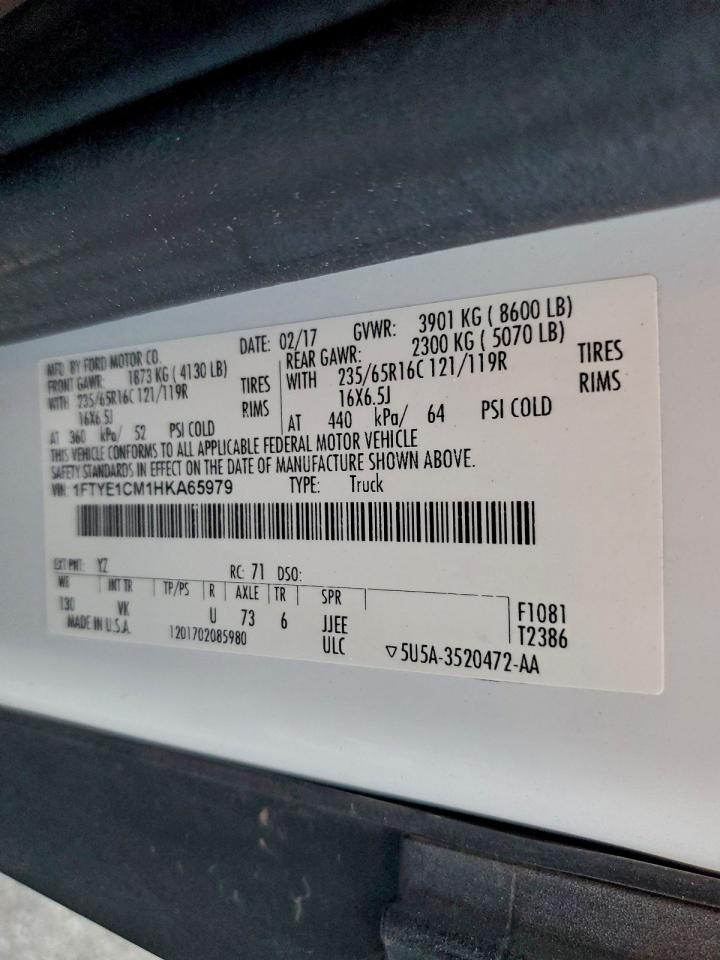 MFD. BY FORD MOTOR CO.
DATE: 02/17 GVWR: 3901 KG ( 8600 LB)
FRONT GAWR: 1873 KG ( 4130 LB)
REAR GAWR: 2300 KG ( 5070 LB)
WITH 235/65R16C 121/119R TIRES
WITH 235/65R16C 121/119R TIRES
16X6.5J RIMS
16X6.5J RIMS
AT 360 kPa/ 52 PSI COLD
AT 440 kPa/ 64 PSI COLD
THIS VEHICLE CONFORMS TO ALL APPLICABLE FEDERAL MOTOR VEHICLE
SAFETY STANDARDS IN EFFECT ON THE DATE OF MANUFACTURE SHOWN ABOVE.
VIN: 1FTYE1CM1HKA65979 TYPE: Truck
EXT PNT: YZ RC: 71 DSO:
WB INT TR TP/PS R AXLE TR SPR
130 VK U 73 6 JJEE F1081
MADE IN U.S.A. 1201702085980 ULC T2386
▽5U5A-3520472-AA